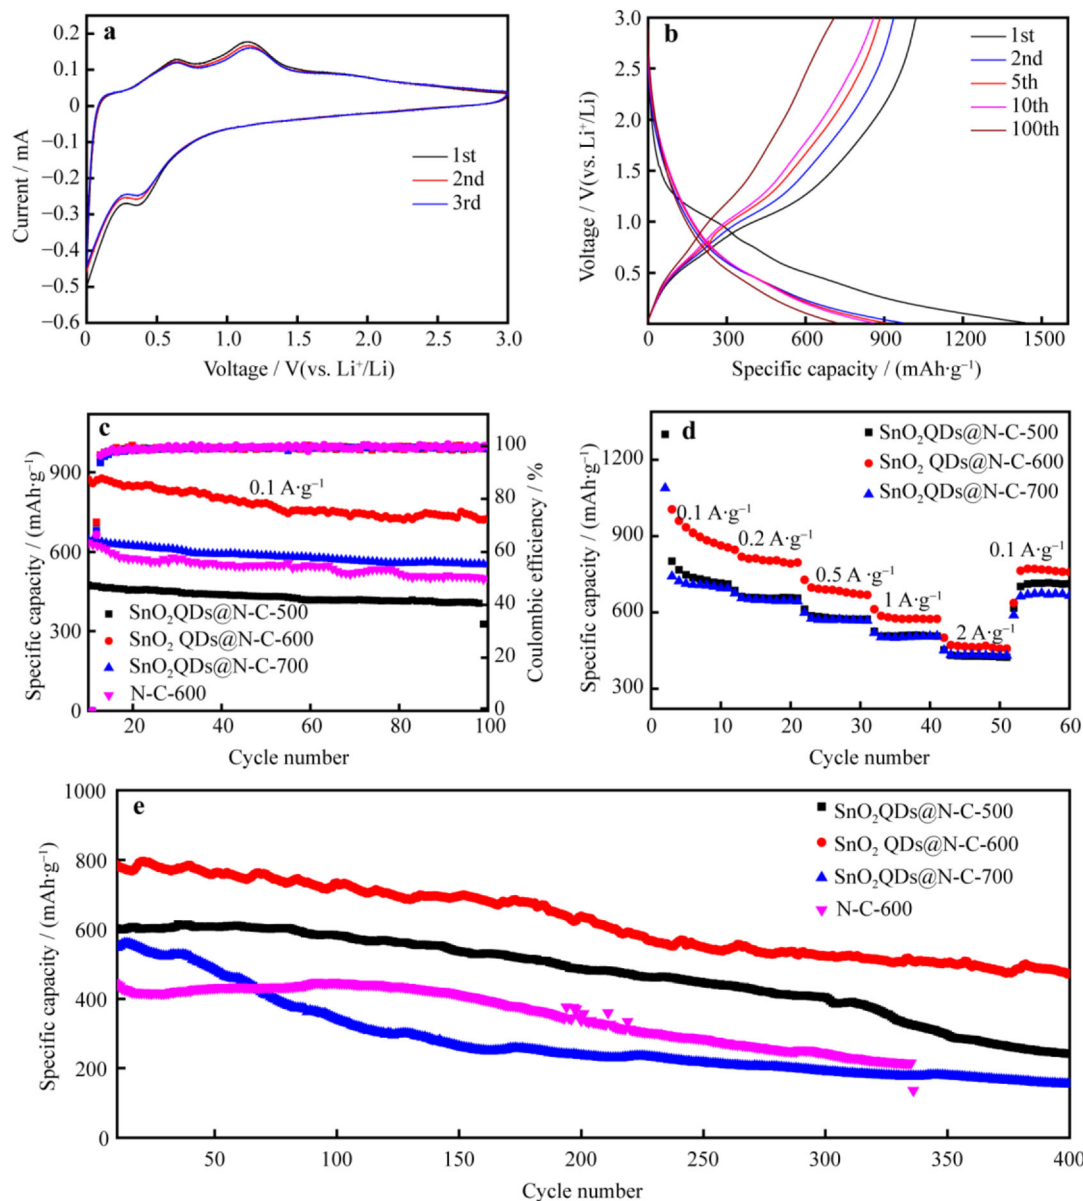 a
0.2
0.1
0
−0.1
−0.2
−0.3
−0.4
−0.5
−0.6
Current / mA
1st
2nd
3rd
0
0.5
1.0
1.5
2.0
2.5
3.0
Voltage / V(vs. Li⁺/Li)
b
3.0
2.5
2.0
1.5
1.0
0.5
Voltage / V(vs. Li⁺/Li)
1st
2nd
5th
10th
100th
0
300
600
900
1200
1500
Specific capacity / (mAh·g⁻¹)
c
900
600
300
0
Specific capacity / (mAh·g⁻¹)
0.1 A·g⁻¹
SnO₂QDs@N-C-500
SnO₂ QDs@N-C-600
SnO₂QDs@N-C-700
N-C-600
100
80
60
40
20
0
Coulombic efficiency / %
20
40
60
80
100
Cycle number
d
1200
900
600
300
Specific capacity / (mAh·g⁻¹)
SnO₂QDs@N-C-500
SnO₂ QDs@N-C-600
SnO₂QDs@N-C-700
0.1 A·g⁻¹
0.2 A·g⁻¹
0.5 A ·g⁻¹
1 A·g⁻¹
2 A·g⁻¹
0.1 A·g⁻¹
0
10
20
30
40
50
60
Cycle number
e
1000
800
600
400
200
0
Specific capacity / (mAh·g⁻¹)
SnO₂QDs@N-C-500
SnO₂ QDs@N-C-600
SnO₂QDs@N-C-700
N-C-600
50
100
150
200
250
300
350
400
Cycle number